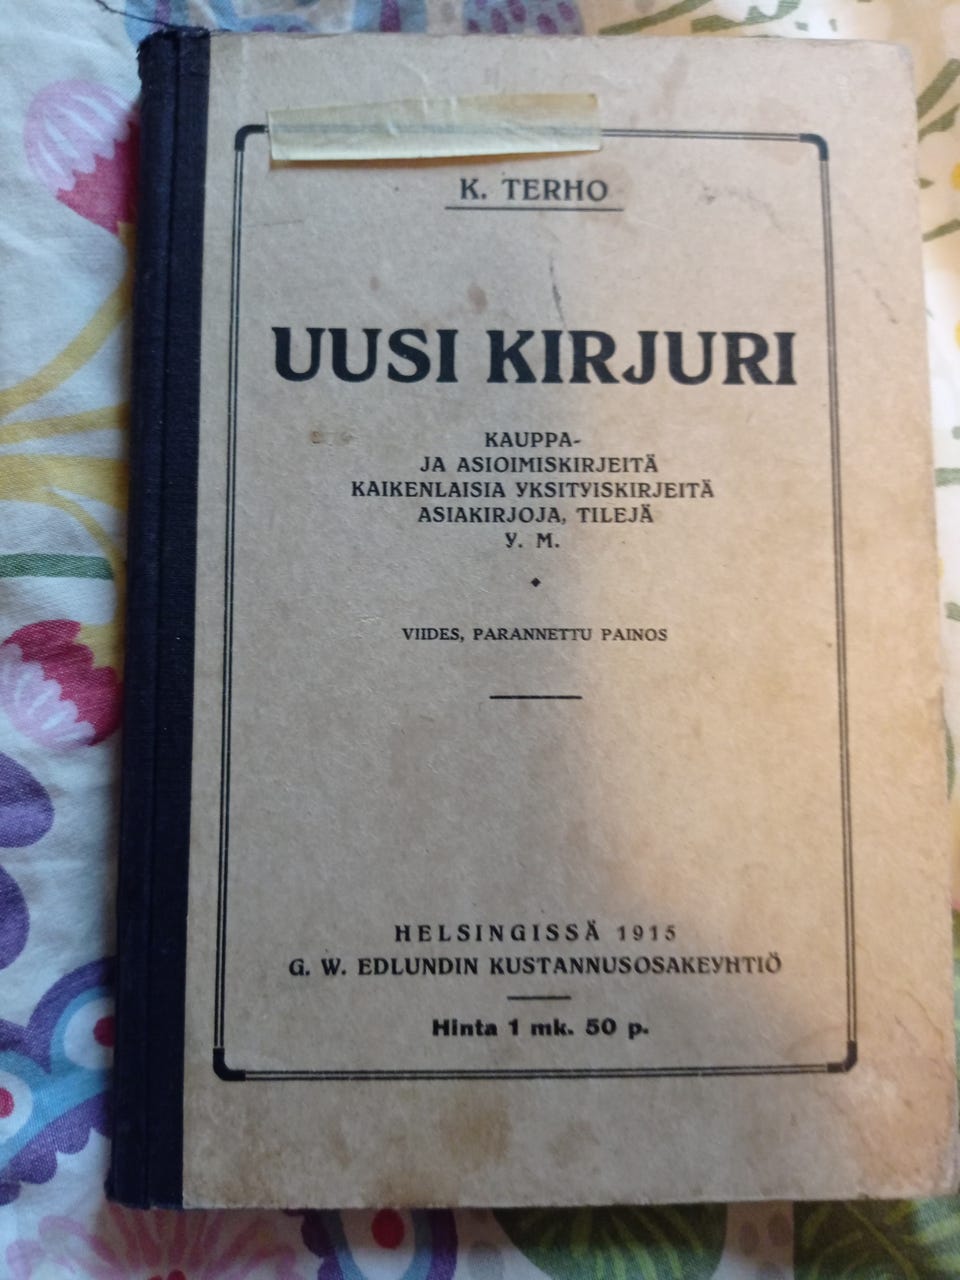 K. TERHO
UUSI KIRJURI
KAUPPA-
JA ASIOIMISKIRJEITÄ
KAIKENLAISIA YKSITYISKIRJEITÄ
ASIAKIRJOJA, TILEJÄ
Y. M.
VIIDES, PARANNETTU PAINOS
HELSINGISSÄ 1915
G. W. EDLUNDIN KUSTANNUSOSAKEYHTIÖ
Hinta 1 mk. 50 p.